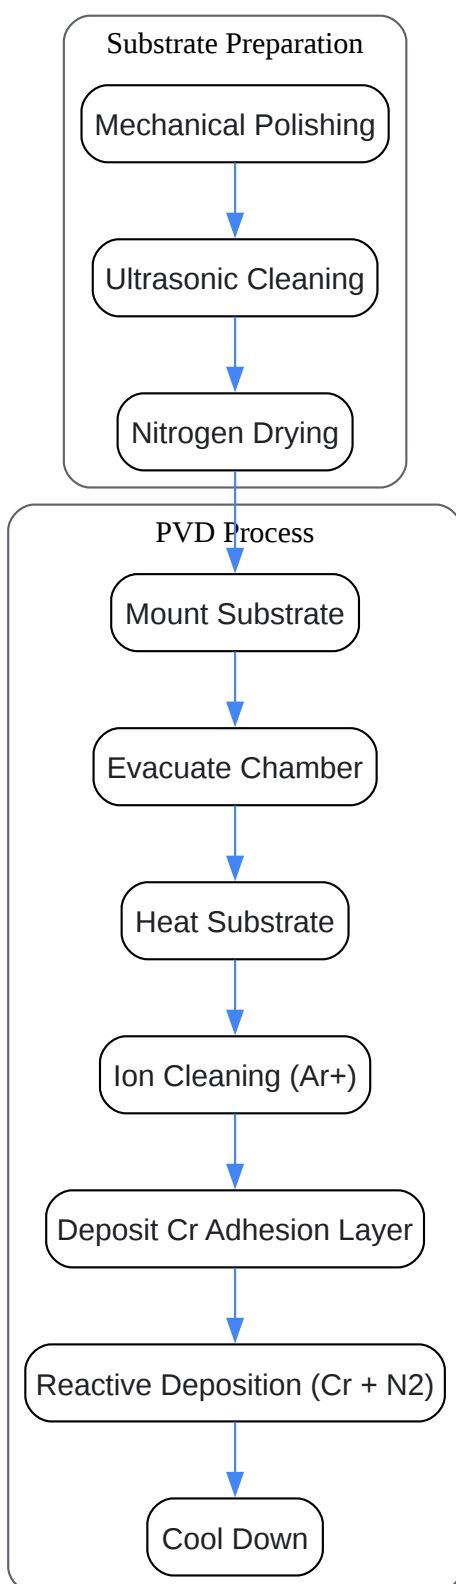 Substrate Preparation
Mechanical Polishing
Ultrasonic Cleaning
Nitrogen Drying
PVD Process
Mount Substrate
Evacuate Chamber
Heat Substrate
Ion Cleaning (Ar+)
Deposit Cr Adhesion Layer
Reactive Deposition (Cr + N2)
Cool Down